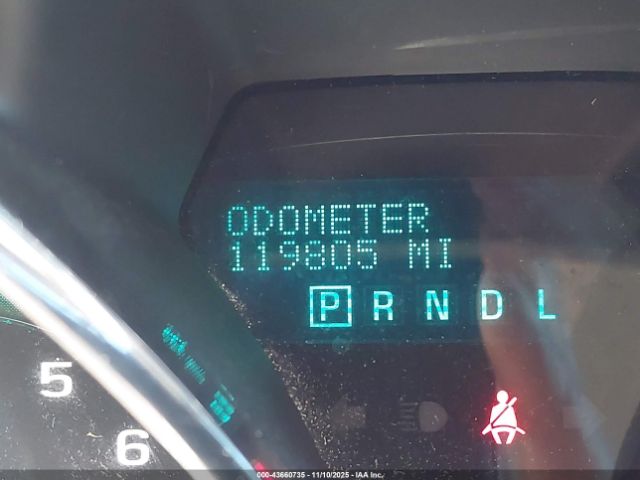 ODOMETER
119805 MI
P R N D L
5
6
000-43660735 - 11/10/2025 - © IAA Inc.